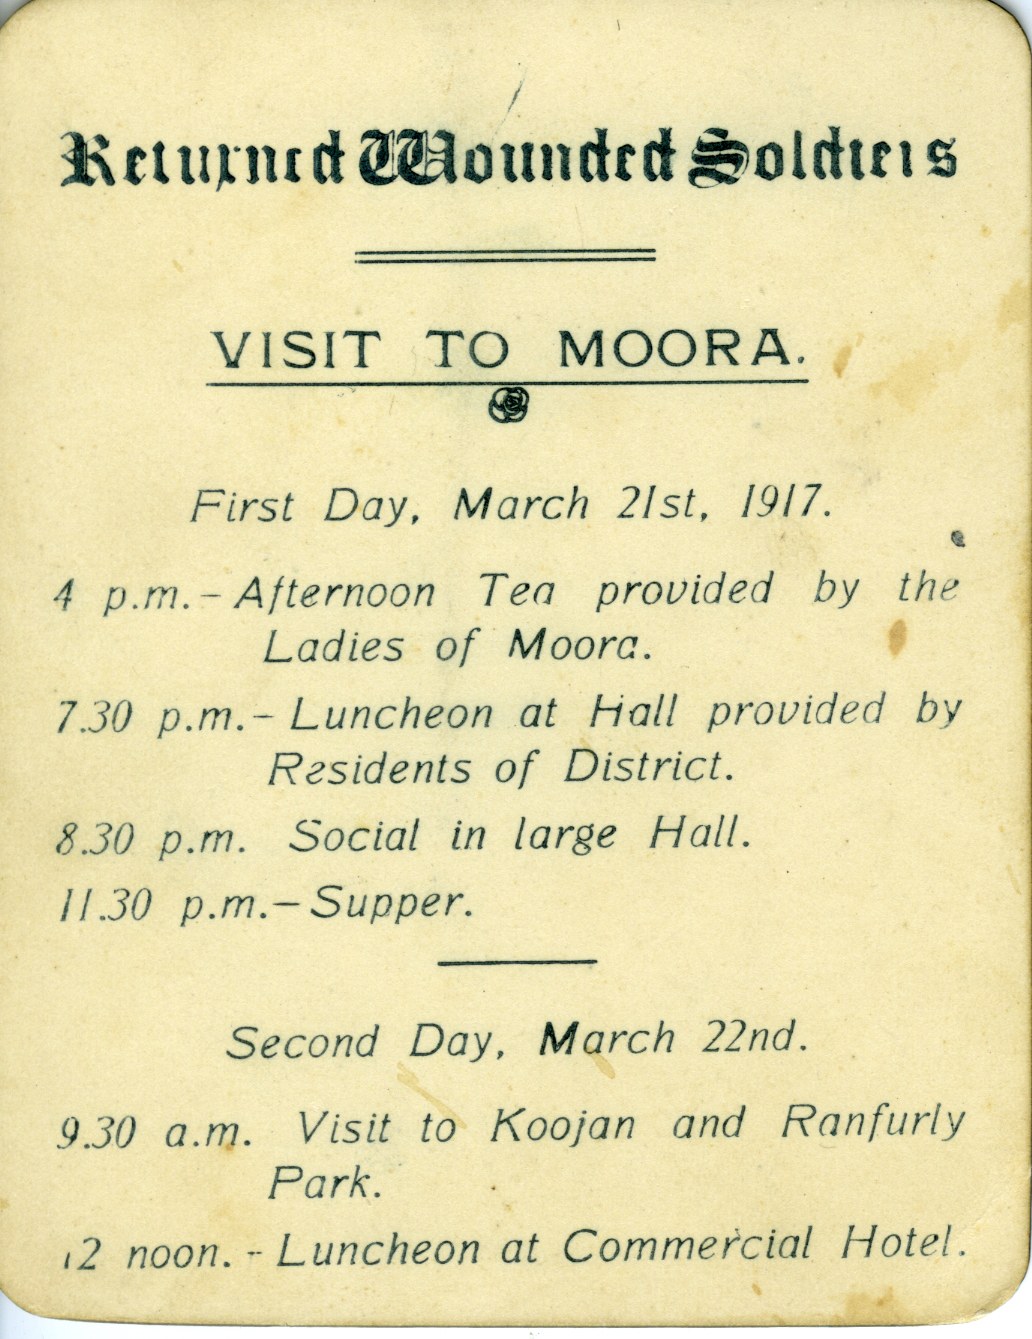 Returned Wounded Soldiers
VISIT TO MOORA.
First Day, March 21st, 1917.
4 p.m.- Afternoon Tea provided by the
Ladies of Moora.
7.30 p.m.- Luncheon at Hall provided by
Residents of District.
8.30 p.m. Social in large Hall.
11.30 p.m.— Supper.
Second Day, March 22nd.
9.30 a.m. Visit to Koojan and Ranfurly
Park.
12 noon. - Luncheon at Commercial Hotel.